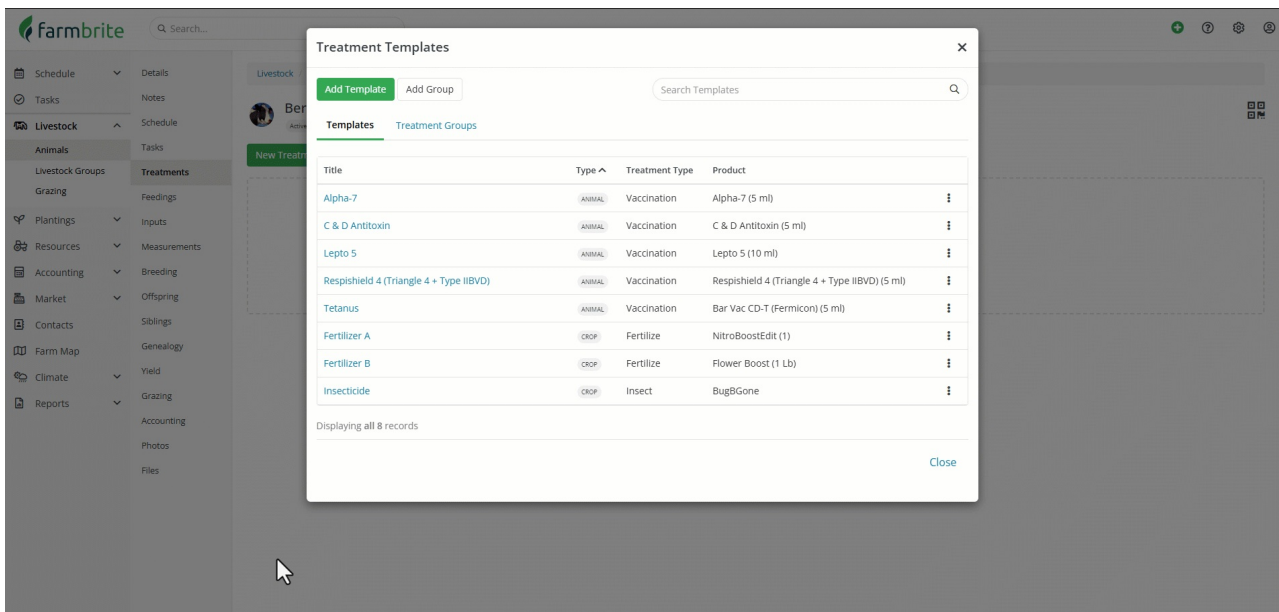 farmbrite
Search...
Schedule
Tasks
Livestock
Animals
Livestock Groups
Grazing
Plantings
Resources
Accounting
Market
Contacts
Farm Map
Climate
Reports
Details
Notes
Schedule
Tasks
Treatments
Feedings
Inputs
Measurements
Breeding
Offspring
Siblings
Genealogy
Yield
Grazing
Accounting
Photos
Files
Livestock
Ber
Active
New Treatm
Treatment Templates
Add Template Add Group Search Templates
Templates Treatment Groups
Title Type Treatment Type Product
Alpha-7 ANIMAL Vaccination Alpha-7 (5 ml)
C & D Antitoxin ANIMAL Vaccination C & D Antitoxin (5 ml)
Lepto 5 ANIMAL Vaccination Lepto 5 (10 ml)
Respishield 4 (Triangle 4 + Type IIBVD) ANIMAL Vaccination Respishield 4 (Triangle 4 + Type IIBVD) (5 ml)
Tetanus ANIMAL Vaccination Bar Vac CD-T (Fermicon) (5 ml)
Fertilizer A CROP Fertilize NitroBoostEdit (1)
Fertilizer B CROP Fertilize Flower Boost (1 Lb)
Insecticide CROP Insect BugBGone
Displaying all 8 records
Close